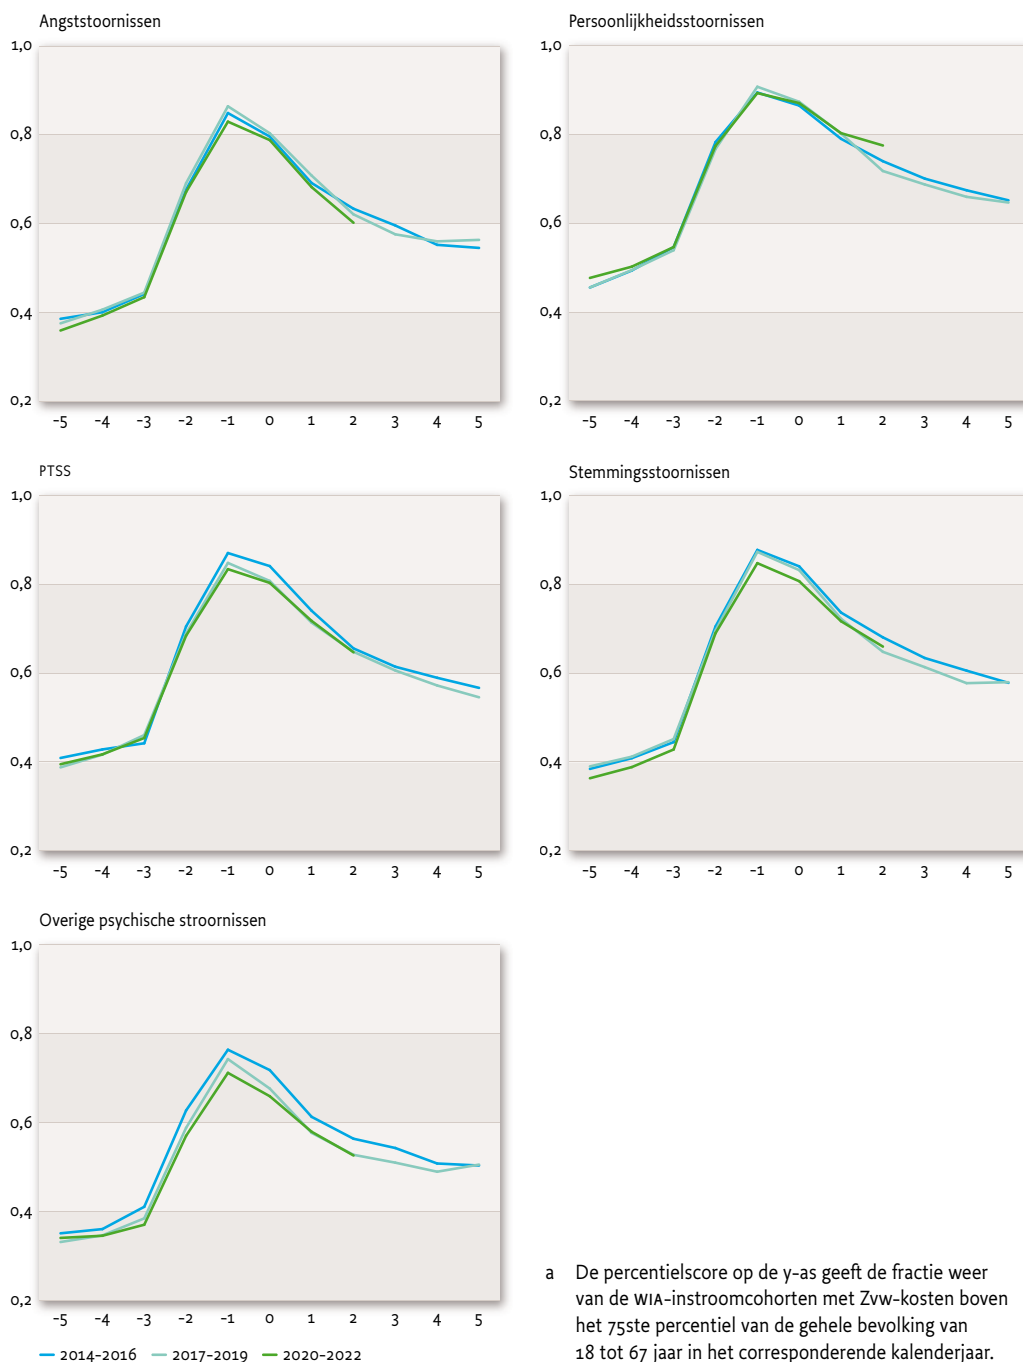 Angststoornissen
1,0
0,8
0,6
0,4
0,2
-5 -4 -3 -2 -1 0 1 2 3 4 5
Persoonlijkheidsstoornissen
1,0
0,8
0,6
0,4
0,2
-5 -4 -3 -2 -1 0 1 2 3 4 5
PTSS
1,0
0,8
0,6
0,4
0,2
-5 -4 -3 -2 -1 0 1 2 3 4 5
Stemmingsstoornissen
1,0
0,8
0,6
0,4
0,2
-5 -4 -3 -2 -1 0 1 2 3 4 5
Overige psychische stroornissen
1,0
0,8
0,6
0,4
0,2
-5 -4 -3 -2 -1 0 1 2 3 4 5
2014-2016 2017-2019 2020-2022
a De percentielscore op de y-as geeft de fractie weer
van de WIA-instroomcohorten met Zvw-kosten boven
het 75ste percentiel van de gehele bevolking van
18 tot 67 jaar in het corresponderende kalenderjaar.